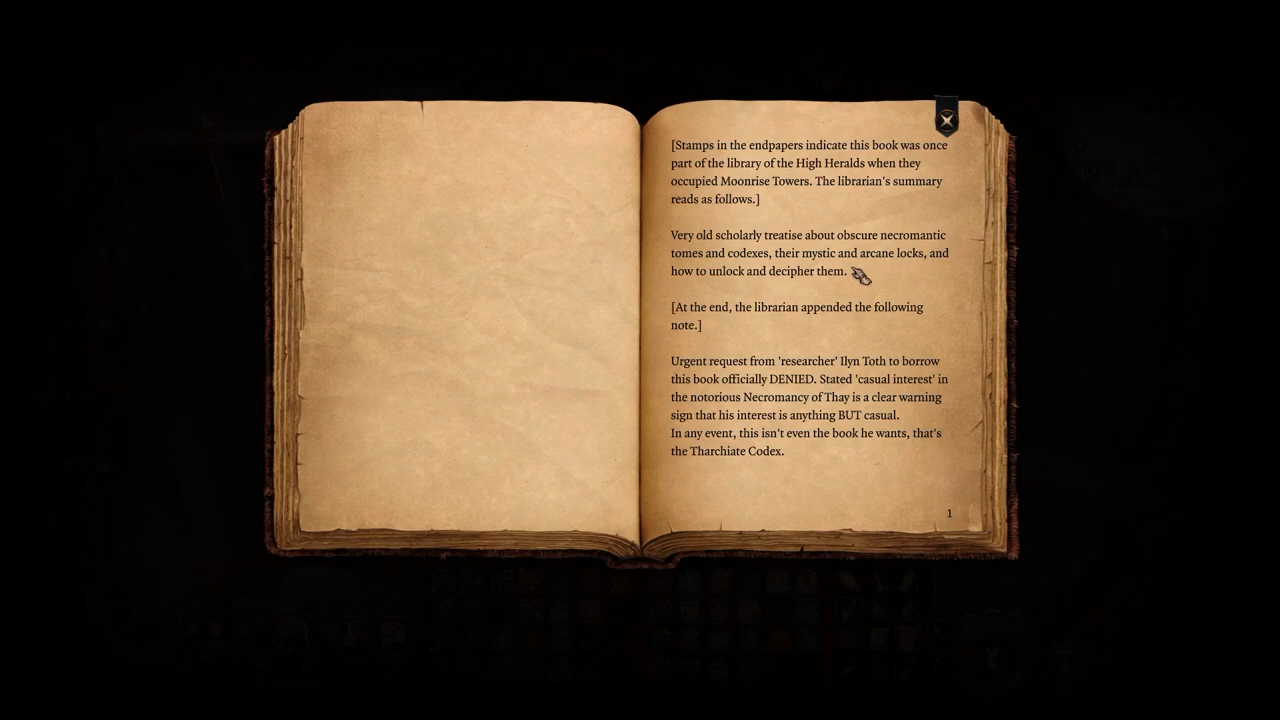 [Stamps in the endpapers indicate this book was once
part of the library of the High Heralds when they
occupied Moonrise Towers. The librarian's summary
reads as follows.]
Very old scholarly treatise about obscure necromantic
tomes and codexes, their mystic and arcane locks, and
how to unlock and decipher them.
[At the end, the librarian appended the following
note.]
Urgent request from 'researcher' Ilyn Toth to borrow
this book officially DENIED. Stated 'casual interest' in
the notorious Necromancy of Thay is a clear warning
sign that his interest is anything BUT casual.
In any event, this isn't even the book he wants, that's
the Tharchiate Codex.
1